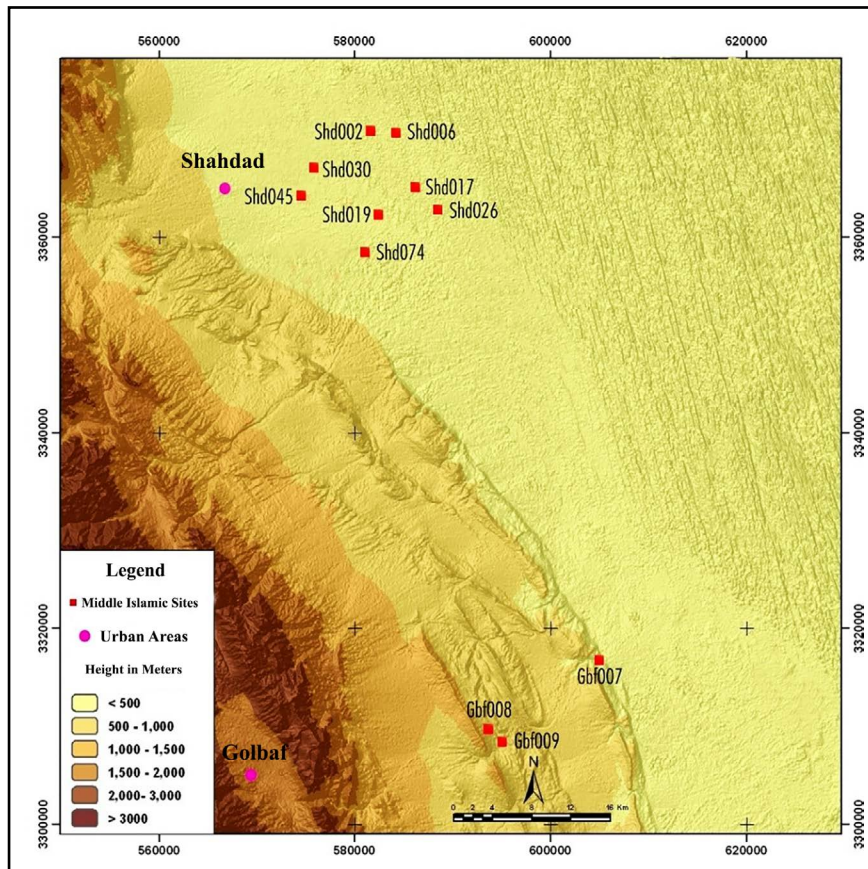 560000 580000 600000 620000
Shd002 Shd006
Shahdad
Shd030
Shd045 Shd017
Shd019 Shd026
3360000 3360000
Shd074
3340000 3340000
Legend
Middle Islamic Sites
Urban Areas
Height in Meters
< 500
500 - 1,000
1,000 - 1,500
1,500 - 2,000
2,000- 3,000
> 3000
3320000 3320000
Gbf007
Gbf008
Gbf009
Golbaf
N
0 2 4 8 12 16 Km
3300000 3300000
560000 580000 600000 620000